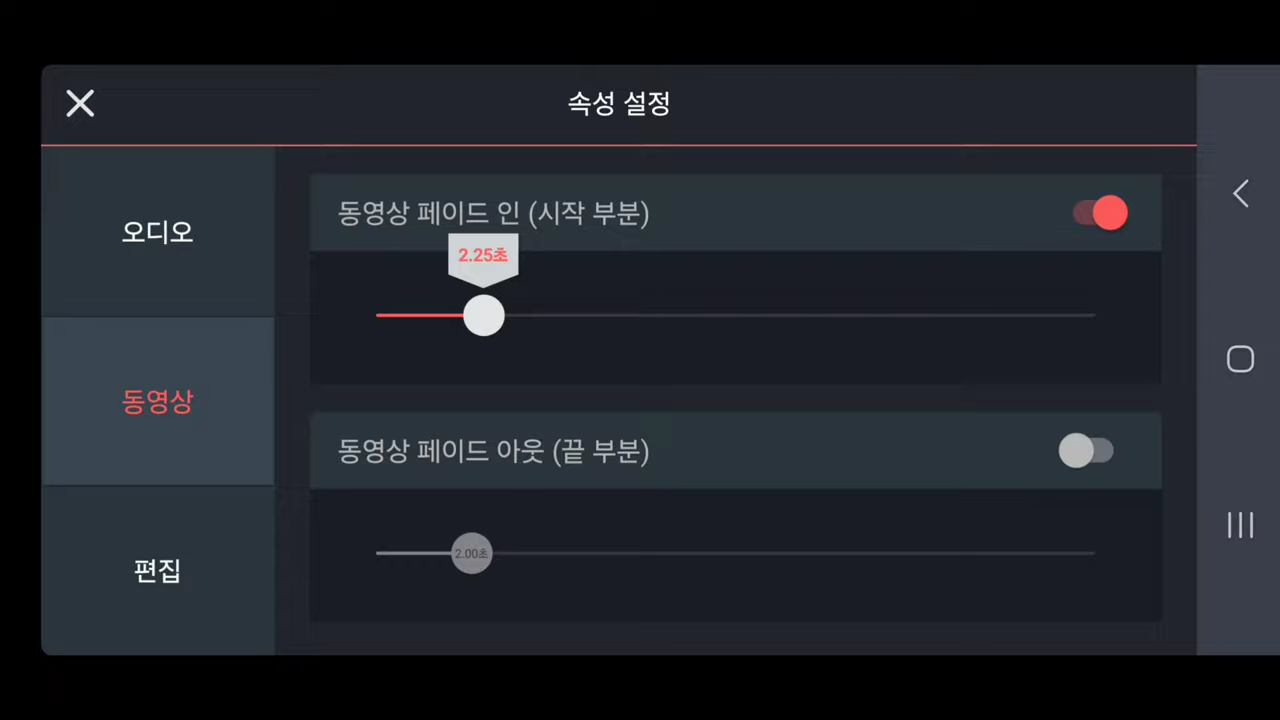 속성 설정
오디오
동영상
편집
동영상 페이드 인 (시작 부분)
2.25초
동영상 페이드 아웃 (끝 부분)
2.00초